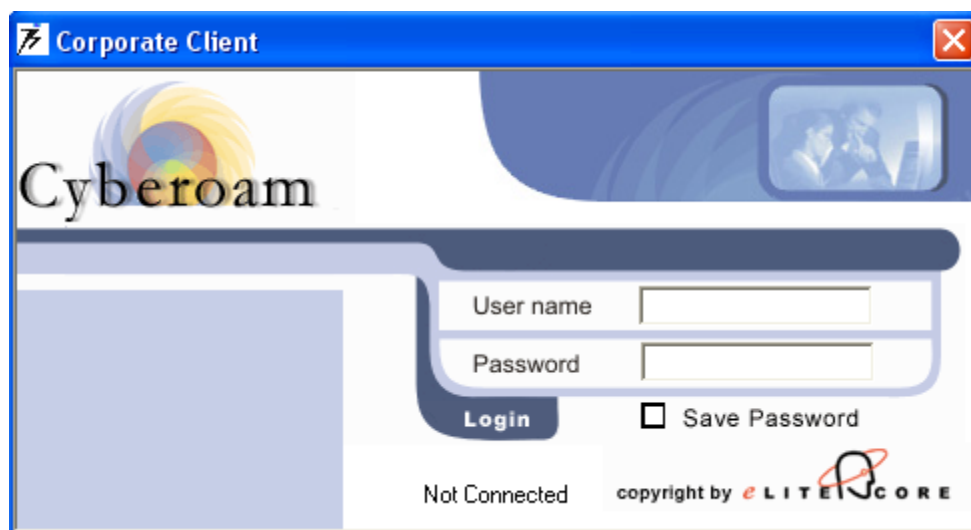 Corporate Client
Cyberoam
User name
Password
Login
Save Password
Not Connected
copyright by eLITECORE